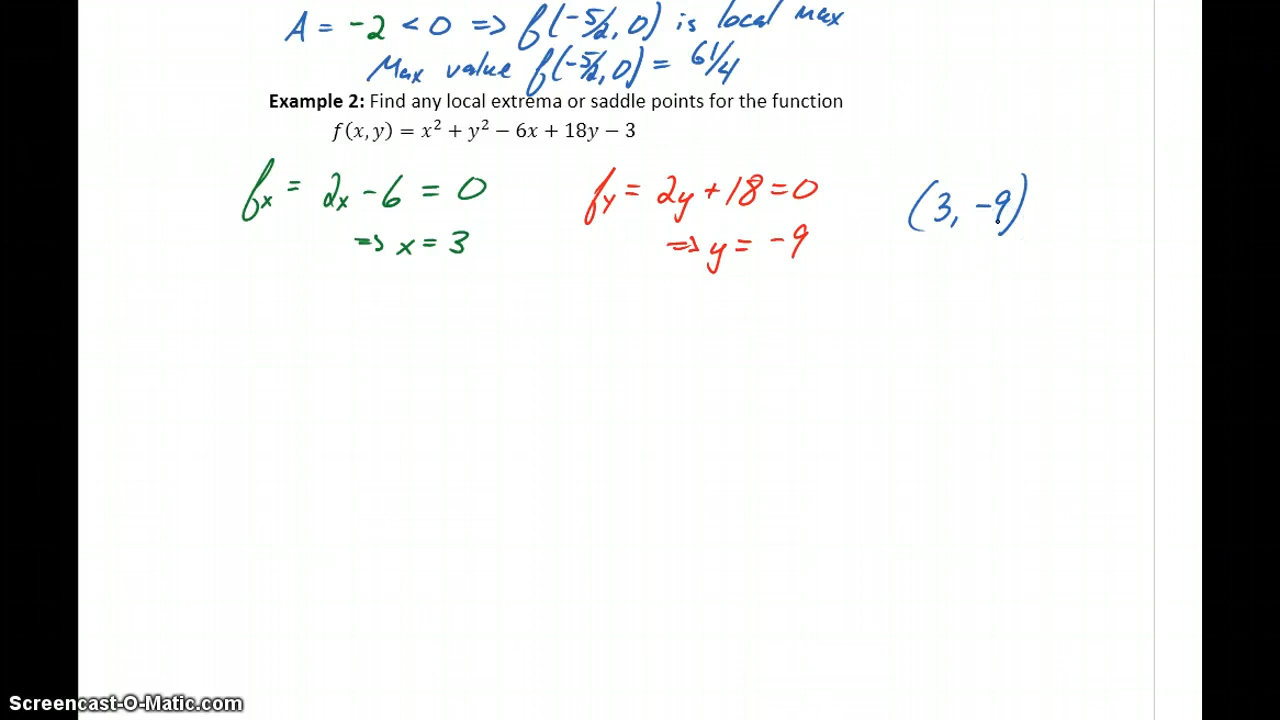 A = -2 < 0 => f(-5/2, 0) is local max
Max value f(-5/2, 0) = 6 1/4
Example 2: Find any local extrema or saddle points for the function
f(x, y) = x² + y² − 6x + 18y − 3
fx = 2x - 6 = 0
=> x = 3
fy = 2y + 18 = 0
=> y = -9
(3, -9)
Screencast-O-Matic.com